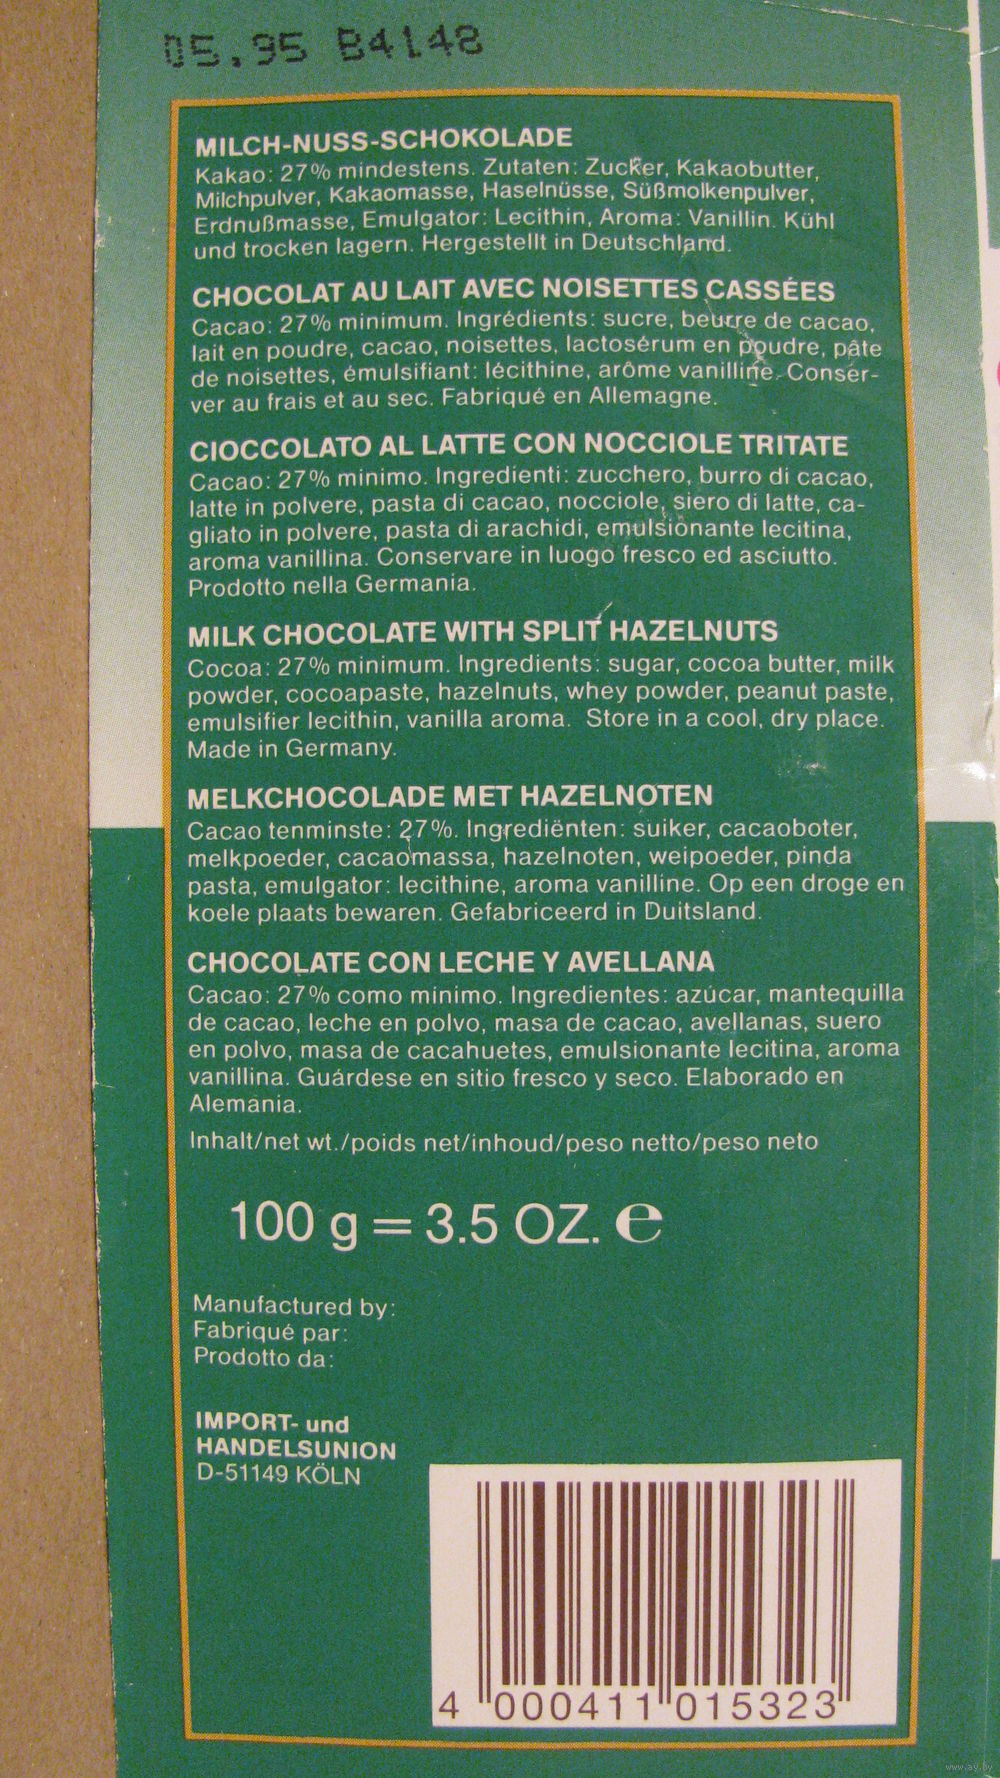 05.95 B4148
MILCH-NUSS-SCHOKOLADE
Kakao: 27% mindestens. Zutaten: Zucker, Kakaobutter,
Milchpulver, Kakaomasse, Haselnüsse, Süßmolkenpulver,
Erdnußmasse, Emulgator: Lecithin, Aroma: Vanillin. Kühl
und trocken lagern. Hergestellt in Deutschland.
CHOCOLAT AU LAIT AVEC NOISETTES CASSÉES
Cacao: 27% minimum. Ingrédients: sucre, beurre de cacao,
lait en poudre, cacao, noisettes, lactosérum en poudre, pâte
de noisettes, émulsifiant: lécithine, arôme vanilline. Conser-
ver au frais et au sec. Fabriqué en Allemagne.
CIOCCOLATO AL LATTE CON NOCCIOLE TRITATE
Cacao: 27% minimo. Ingredienti: zucchero, burro di cacao,
latte in polvere, pasta di cacao, nocciole, siero di latte, ca-
gliato in polvere, pasta di arachidi, emulsionante lecitina,
aroma vanillina. Conservare in luogo fresco ed asciutto.
Prodotto nella Germania.
MILK CHOCOLATE WITH SPLIT HAZELNUTS
Cocoa: 27% minimum. Ingredients: sugar, cocoa butter, milk
powder, cocoapaste, hazelnuts, whey powder, peanut paste,
emulsifier lecithin, vanilla aroma. Store in a cool, dry place.
Made in Germany.
MELKCHOCOLADE MET HAZELNOTEN
Cacao tenminste: 27%. Ingrediënten: suiker, cacaoboter,
melkpoeder, cacaomassa, hazelnoten, weipoeder, pinda
pasta, emulgator: lecithine, aroma vanilline. Op een droge en
koele plaats bewaren. Gefabriceerd in Duitsland.
CHOCOLATE CON LECHE Y AVELLANA
Cacao: 27% como minimo. Ingredientes: azúcar, mantequilla
de cacao, leche en polvo, masa de cacao, avellanas, suero
en polvo, masa de cacahuetes, emulsionante lecitina, aroma
vanillina. Guárdese en sitio fresco y seco. Elaborado en
Alemania.
Inhalt/net wt./poids net/inhoud/peso netto/peso neto
100 g = 3.5 OZ. e
Manufactured by:
Fabriqué par:
Prodotto da:
IMPORT- und
HANDELSUNION
D-51149 KÖLN
4 000411 015323
www.ay.by